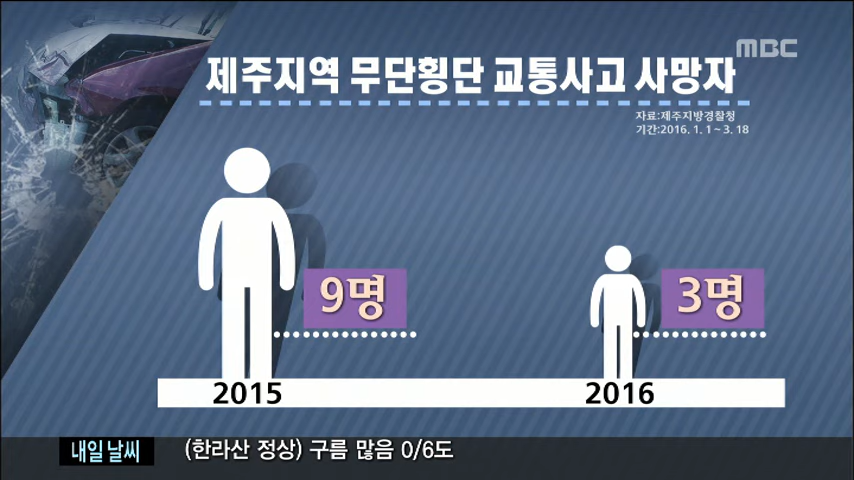 MBC
제주지역 무단횡단 교통사고 사망자
자료:제주지방경찰청
기간:2016. 1. 1 ~ 3. 18
9명
3명
2015
2016
내일 날씨
(한라산 정상) 구름 많음 0/6도